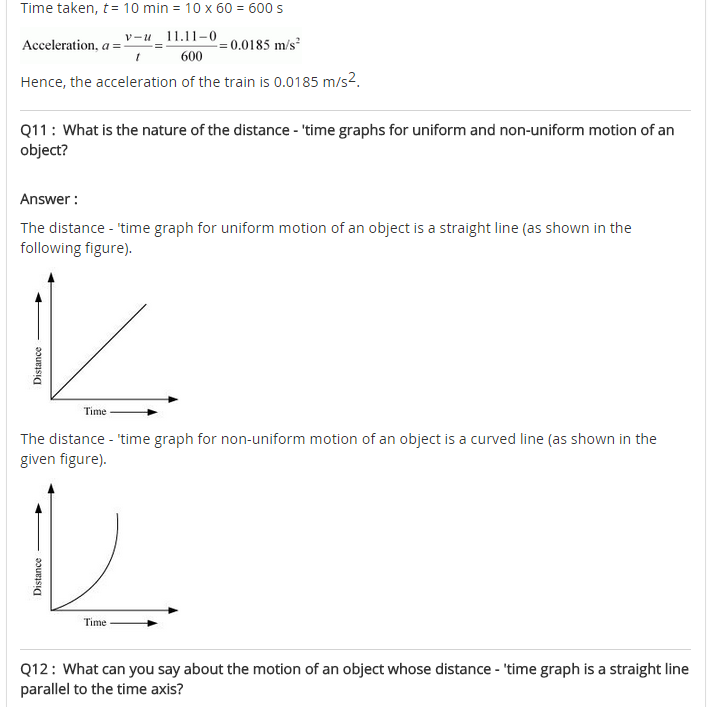 Time taken, t = 10 min = 10 x 60 = 600 s
Acceleration, a = v-u/t = 11.11-0/600 = 0.0185 m/s²
Hence, the acceleration of the train is 0.0185 m/s².
Q11 : What is the nature of the distance - 'time graphs for uniform and non-uniform motion of an
object?
Answer :
The distance - 'time graph for uniform motion of an object is a straight line (as shown in the
following figure).
Distance
Time
The distance - 'time graph for non-uniform motion of an object is a curved line (as shown in the
given figure).
Distance
Time
Q12 : What can you say about the motion of an object whose distance - 'time graph is a straight line
parallel to the time axis?